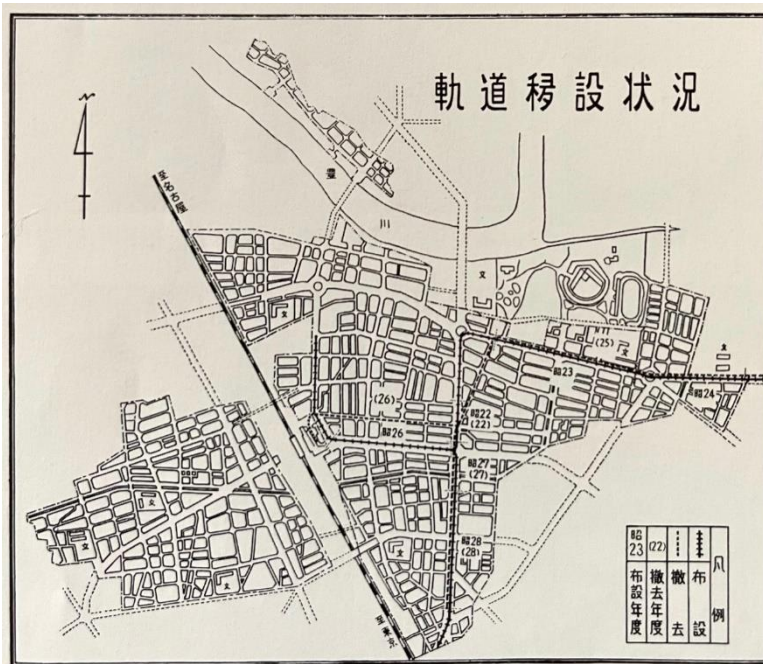 軌道移設状況
N
至名古屋
豊
川
文
文
文
文
(25)
昭23
昭24
(26)
昭22
(22)
昭26
昭27
(27)
文
昭28
(28)
文
文
文
至東京
凡例
布設
撤去
(22) 撤去年度
昭23 布設年度